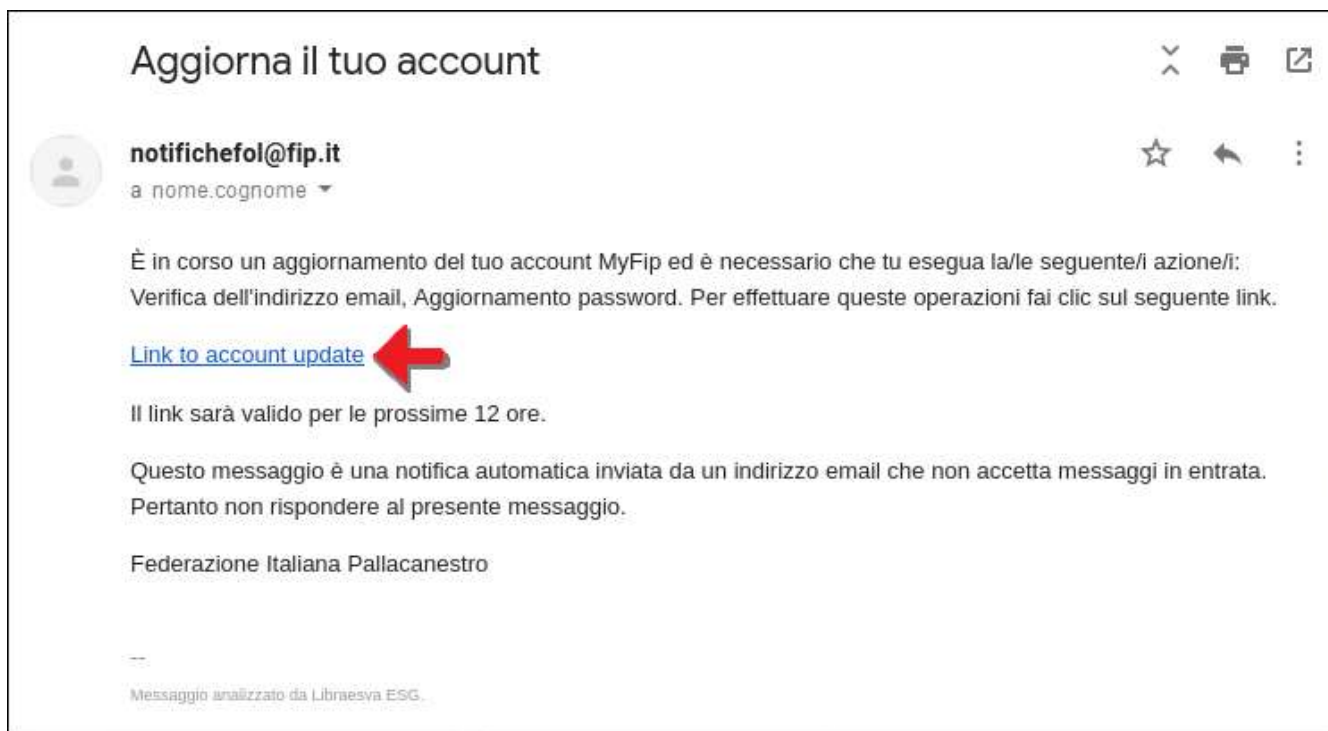 Aggiorna il tuo account
notifichefol@fip.it
a nome.cognome
È in corso un aggiornamento del tuo account MyFip ed è necessario che tu esegua la/le seguente/i azione/i:
Verifica dell'indirizzo email, Aggiornamento password. Per effettuare queste operazioni fai clic sul seguente link.
Link to account update
Il link sarà valido per le prossime 12 ore.
Questo messaggio è una notifica automatica inviata da un indirizzo email che non accetta messaggi in entrata.
Pertanto non rispondere al presente messaggio.
Federazione Italiana Pallacanestro
--
Messaggio analizzato da Libraesva ESG.